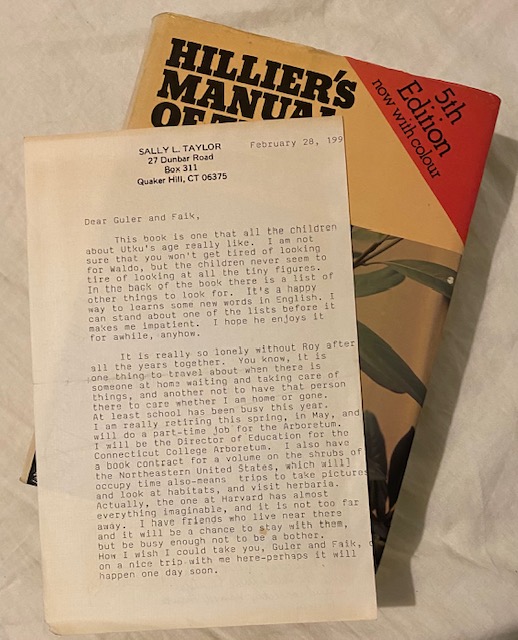 HILLIER'S
MANUAL
5th
Edition
now with colour
SALLY L. TAYLOR
27 Dunbar Road
Box 311
Quaker Hill, CT 06375
February 28, 199
Dear Guler and Faik,
This book is one that all the children
about Utku's age really like. I am not
sure that you won't get tired of looking
for Waldo, but the children never seem to
tire of looking at all the tiny figures.
In the back of the book there is a list of
other things to look for. It's a happy
way to learns some new words in English. I
can stand about one of the lists before it
makes me impatient. I hope he enjoys it
for awhile, anyhow.
It is really so lonely without Roy after
all the years together. You know, it is
one thing to travel about when there is
someone at home waiting and taking care of
things, and another not to have that person
there to care whether I am home or gone.
At least school has been busy this year.
I am really retiring this spring, in May, and
will do a part-time job for the Arboretum.
I will be the Director of Education for the
Connecticut College Arboretum. I also have
a book contract for a volume on the shrubs of
the Northeastern United States, which will
occupy time also-means trips to take pictures
and look at habitats, and visit herbaria.
Actually, the one at Harvard has almost
everything imaginable, and it is not too far
away. I have friends who live near there
and it will be a chance to stay with them,
but be busy enough not to be a bother.
How I wish I could take you, Guler and Faik,
on a nice trip with me here-perhaps it will
happen one day soon.